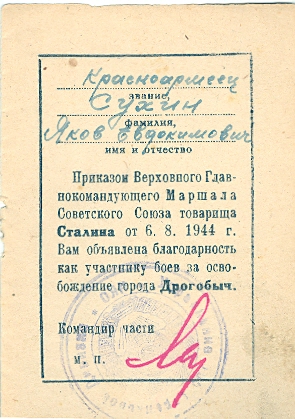 Красноармеец
звание,
Сухин
фамилия,
Яков Евдокимович
имя и отчество
Приказом Верховного Глав-
нокомандующего Маршала
Советского Союза товарища
Сталина от 6. 8. 1944 г.
Вам объявлена благодарность
как участнику боев за осво-
бождение города Дрогобыч.
Командир части
М. П.